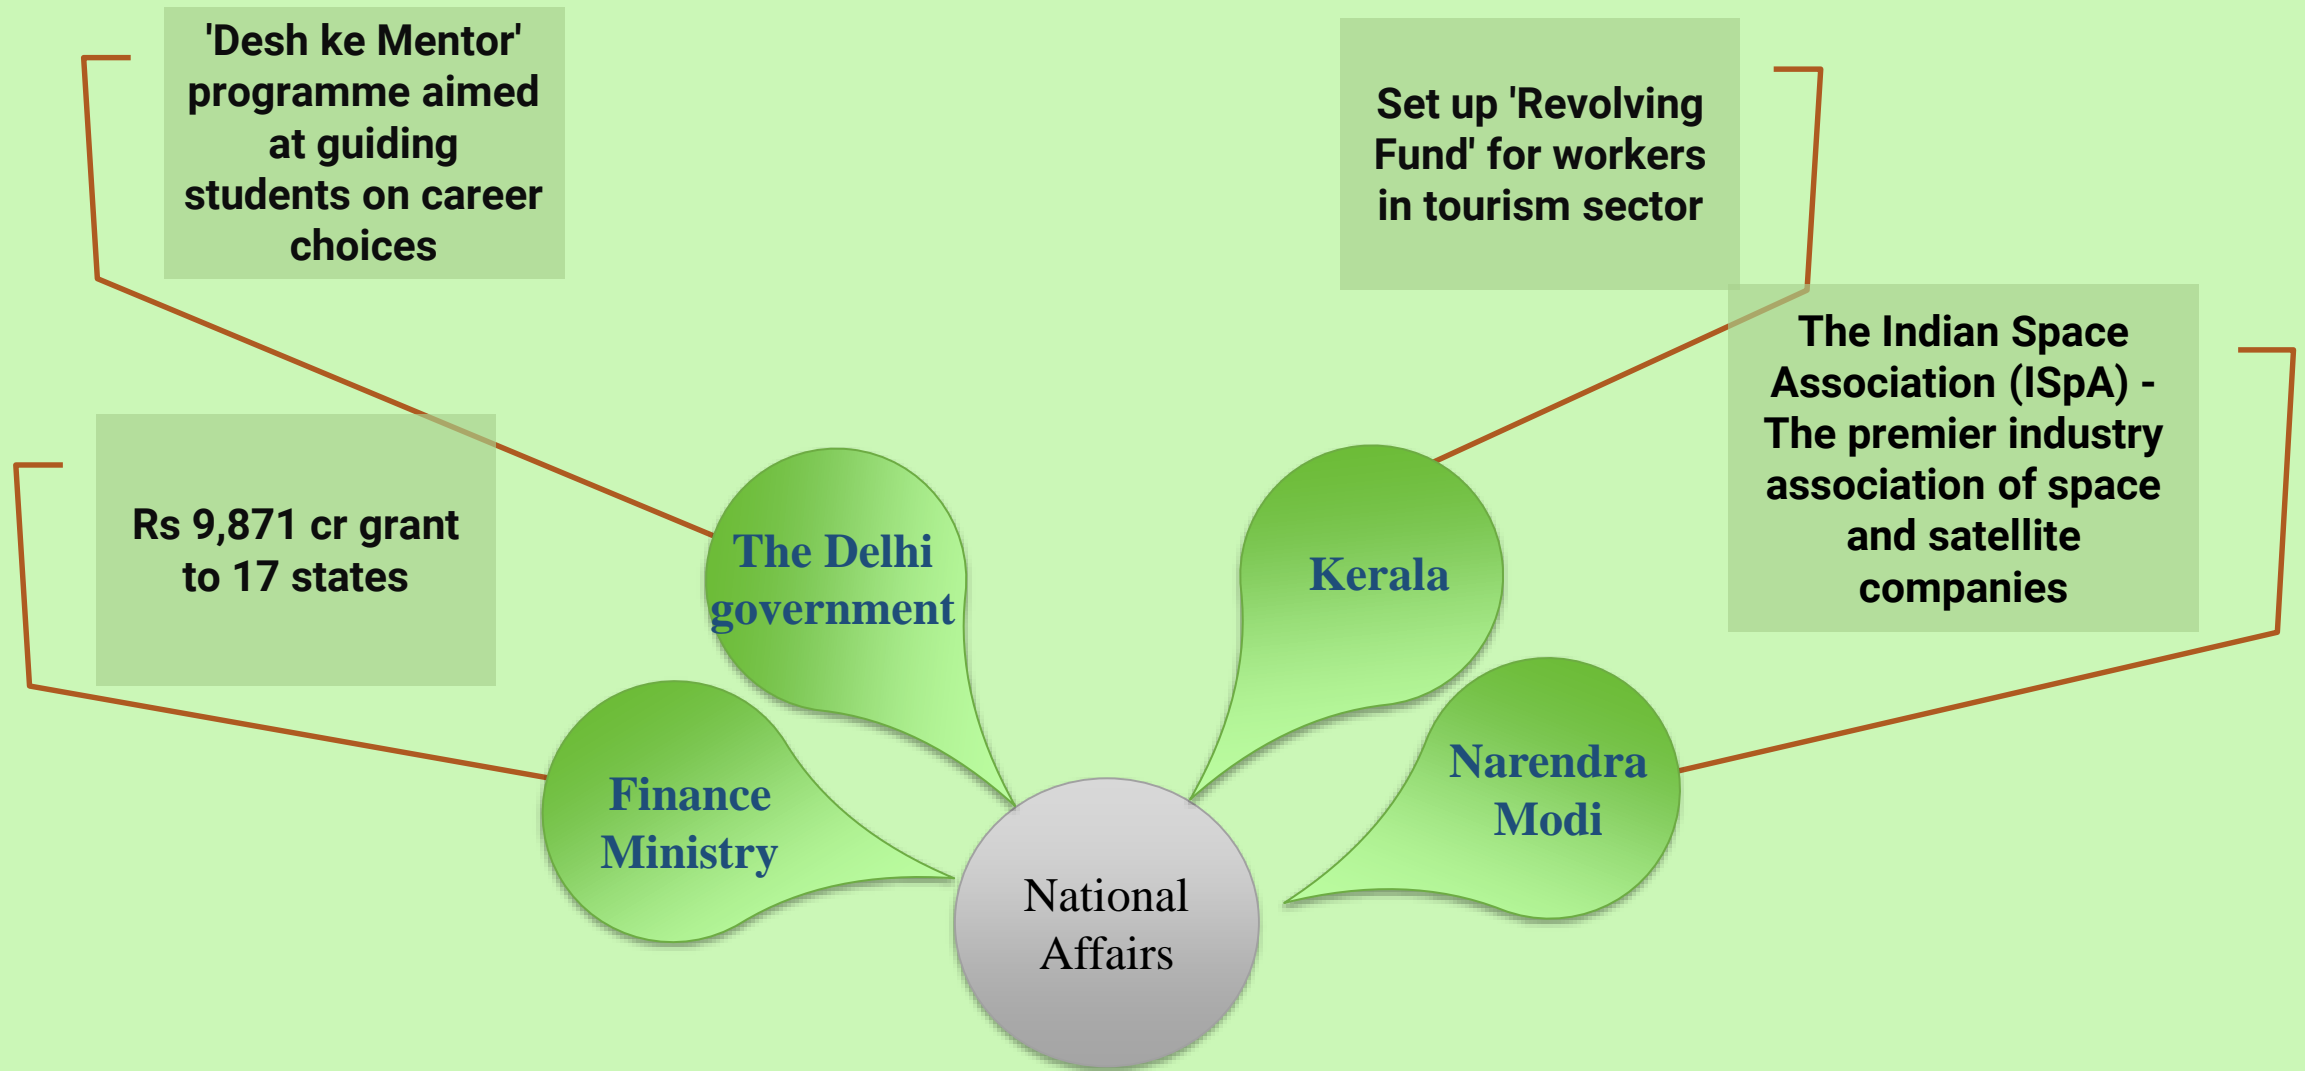 'Desh ke Mentor'
programme aimed
at guiding
students on career
choices
Set up 'Revolving
Fund' for workers
in tourism sector
The Indian Space
Association (ISpA) -
The premier industry
association of space
and satellite
companies
Rs 9,871 cr grant
to 17 states
The Delhi
government
Kerala
Finance
Ministry
Narendra
Modi
National
Affairs